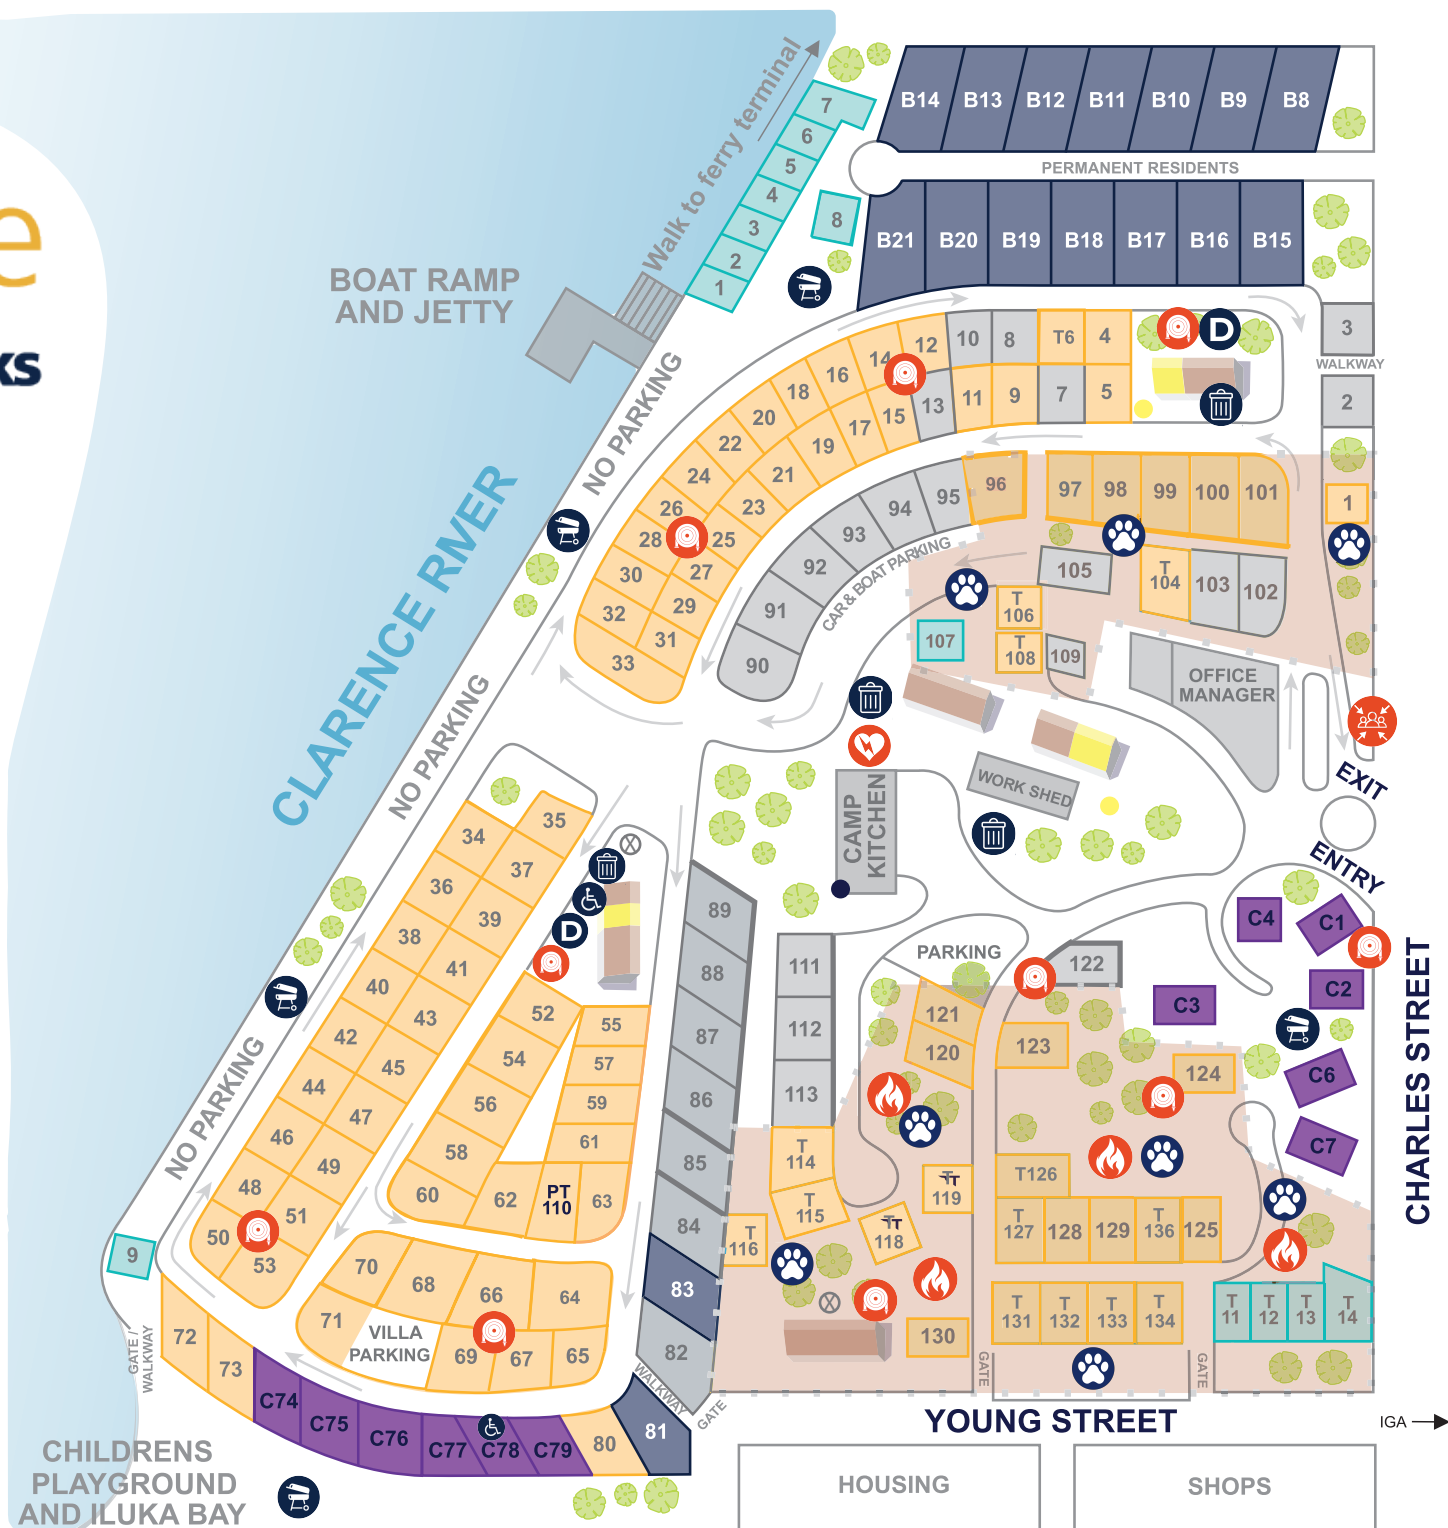 e
ks
Walk to ferry terminal
7
6
5
4
3
2
1
8
B14 B13 B12 B11 B10 B9 B8
PERMANENT RESIDENTS
B21 B20 B19 B18 B17 B16 B15
BOAT RAMP
AND JETTY
NO PARKING
CLARENCE RIVER
NO PARKING
NO PARKING
3
WALKWAY
2
1
12 10 8 T6 4
D
14
16
18
20
22
24
26
28
30
32
33
13 11 9 7 5
15
17
19
21
23
25
27
29
31
96 97 98 99 100 101
95
94
93
92
91
90
CAR & BOAT PARKING
105
T
104
103 102
T
106
107
T
108
109
OFFICE
MANAGER
WORK SHED
CAMP
KITCHEN
EXIT
ENTRY
CHARLES STREET
34 35
36 37
38 39
40 41
42 43
44 45
46 47
48 49
50 51
53
D
52 55
54 57
56 59
58 61
60 62
PT
110
63
70 68 66 64
71
VILLA
PARKING
69 67 65
9
GATE /
WALKWAY
72
73
C74
C75
C76
C77
C78
C79
80
81
WALKWAY
GATE
89
88
87
86
85
84
83
82
111
112
113
T
114
T
115
T
116
PARKING
121
120
122
123
124
T
119
T
118
130
T126
T
127
128 129
T
136
125
T
131
T
132
T
133
T
134
GATE
GATE
C4 C1
C2
C3
C6
C7
T
11
T
12
T
13
T
14
YOUNG STREET
IGA
CHILDRENS
PLAYGROUND
AND ILUKA BAY
HOUSING
SHOPS